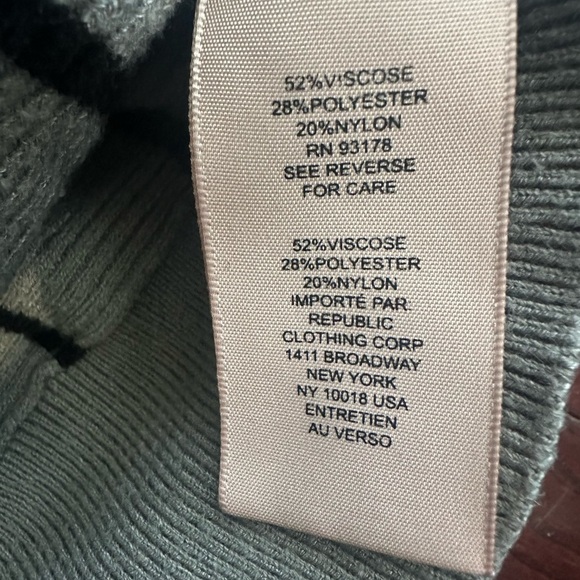 52%VISCOSE
28%POLYESTER
20%NYLON
RN 93178
SEE REVERSE
FOR CARE
52%VISCOSE
28%POLYESTER
20%NYLON
IMPORTÉ PAR.
REPUBLIC
CLOTHING CORP
1411 BROADWAY
NEW YORK
NY 10018 USA
ENTRETIEN
AU VERSO